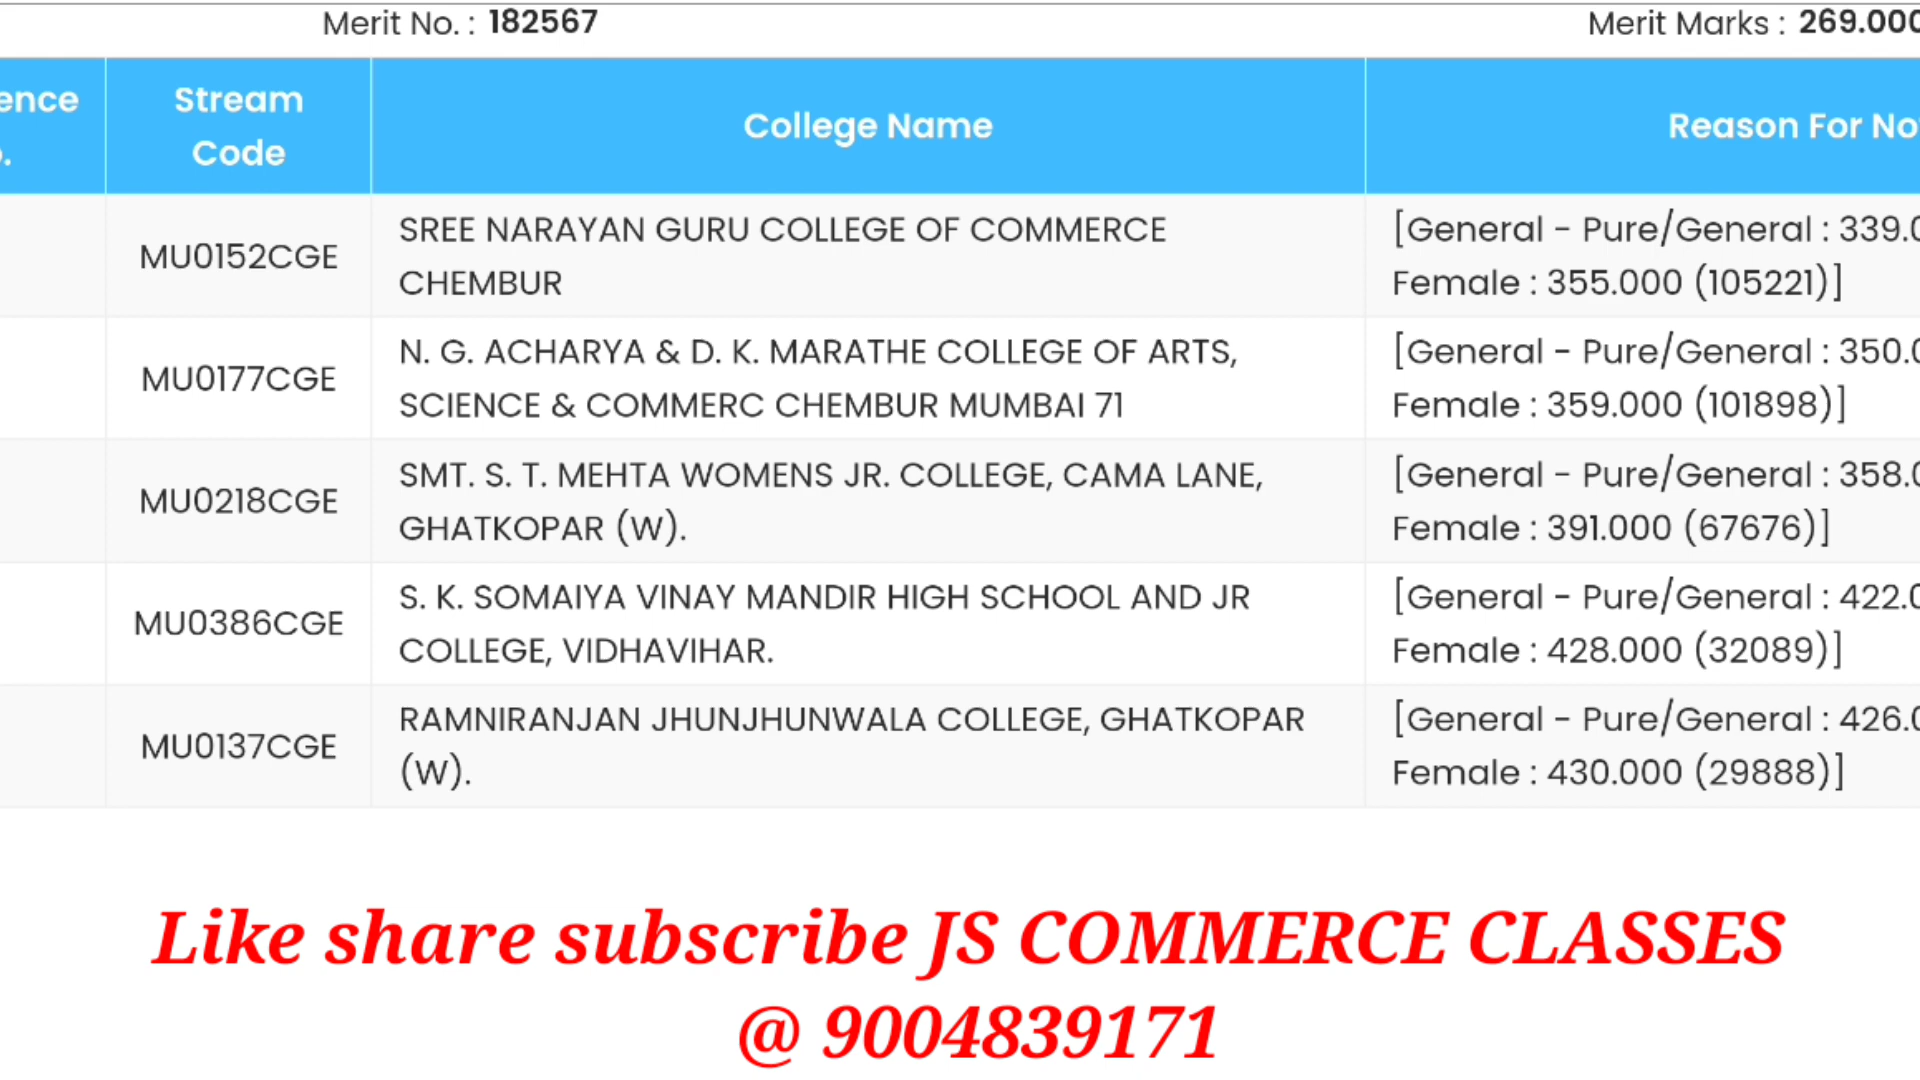 Merit No. : 182567 Merit Marks : 269.000
ence Stream College Name Reason For No
o. Code
MU0152CGE SREE NARAYAN GURU COLLEGE OF COMMERCE [General - Pure/General : 339.0
CHEMBUR Female : 355.000 (105221)]
MU0177CGE N. G. ACHARYA & D. K. MARATHE COLLEGE OF ARTS, [General - Pure/General : 350.0
SCIENCE & COMMERC CHEMBUR MUMBAI 71 Female : 359.000 (101898)]
MU0218CGE SMT. S. T. MEHTA WOMENS JR. COLLEGE, CAMA LANE, [General - Pure/General : 358.0
GHATKOPAR (W). Female : 391.000 (67676)]
MU0386CGE S. K. SOMAIYA VINAY MANDIR HIGH SCHOOL AND JR [General - Pure/General : 422.0
COLLEGE, VIDHAVIHAR. Female : 428.000 (32089)]
MU0137CGE RAMNIRANJAN JHUNJHUNWALA COLLEGE, GHATKOPAR [General - Pure/General : 426.0
(W). Female : 430.000 (29888)]
Like share subscribe JS COMMERCE CLASSES
@ 9004839171